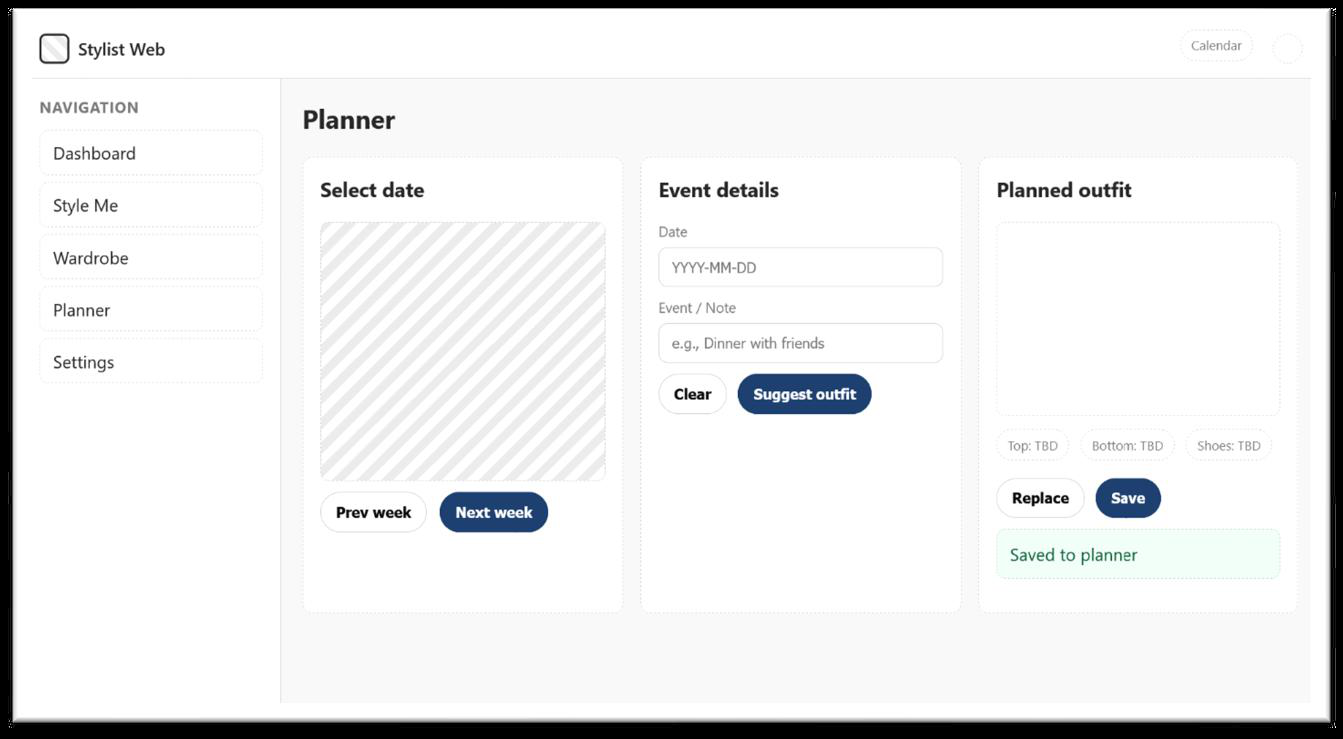 Stylist Web
Calendar
NAVIGATION
Dashboard
Style Me
Wardrobe
Planner
Settings
Planner
Select date
Prev week
Next week
Event details
Date
YYYY-MM-DD
Event / Note
e.g., Dinner with friends
Clear
Suggest outfit
Planned outfit
Top: TBD
Bottom: TBD
Shoes: TBD
Replace
Save
Saved to planner